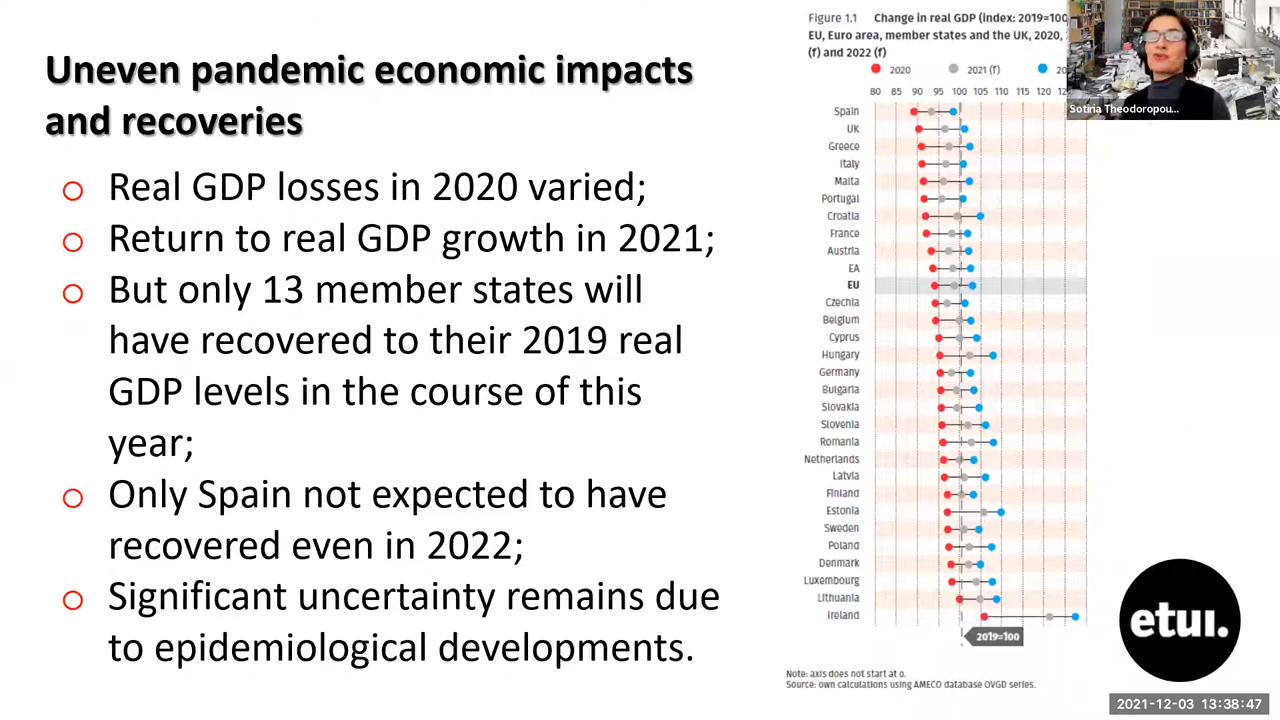 Uneven pandemic economic impacts
and recoveries
o Real GDP losses in 2020 varied;
o Return to real GDP growth in 2021;
o But only 13 member states will
have recovered to their 2019 real
GDP levels in the course of this
year;
o Only Spain not expected to have
recovered even in 2022;
o Significant uncertainty remains due
to epidemiological developments.
Figure 1.1 Change in real GDP (index: 2019=100
EU, Euro area, member states and the UK, 2020,
(f) and 2022 (f)
2020 2021 (f)
80 85 90 95 100 105 110 115 120
Spain
UK
Greece
Italy
Malta
Portugal
Croatia
France
Austria
EA
EU
Czechia
Belgium
Cyprus
Hungary
Germany
Bulgaria
Slovakia
Slovenia
Romania
Netherlands
Latvia
Finland
Estonia
Sweden
Poland
Denmark
Luxembourg
Lithuania
Ireland
2019=100
Note: axis does not start at 0.
Source: own calculations using AMECO database OVGD series.
Sotiria Theodoropou...
etui.
2021-12-03 13:38:47